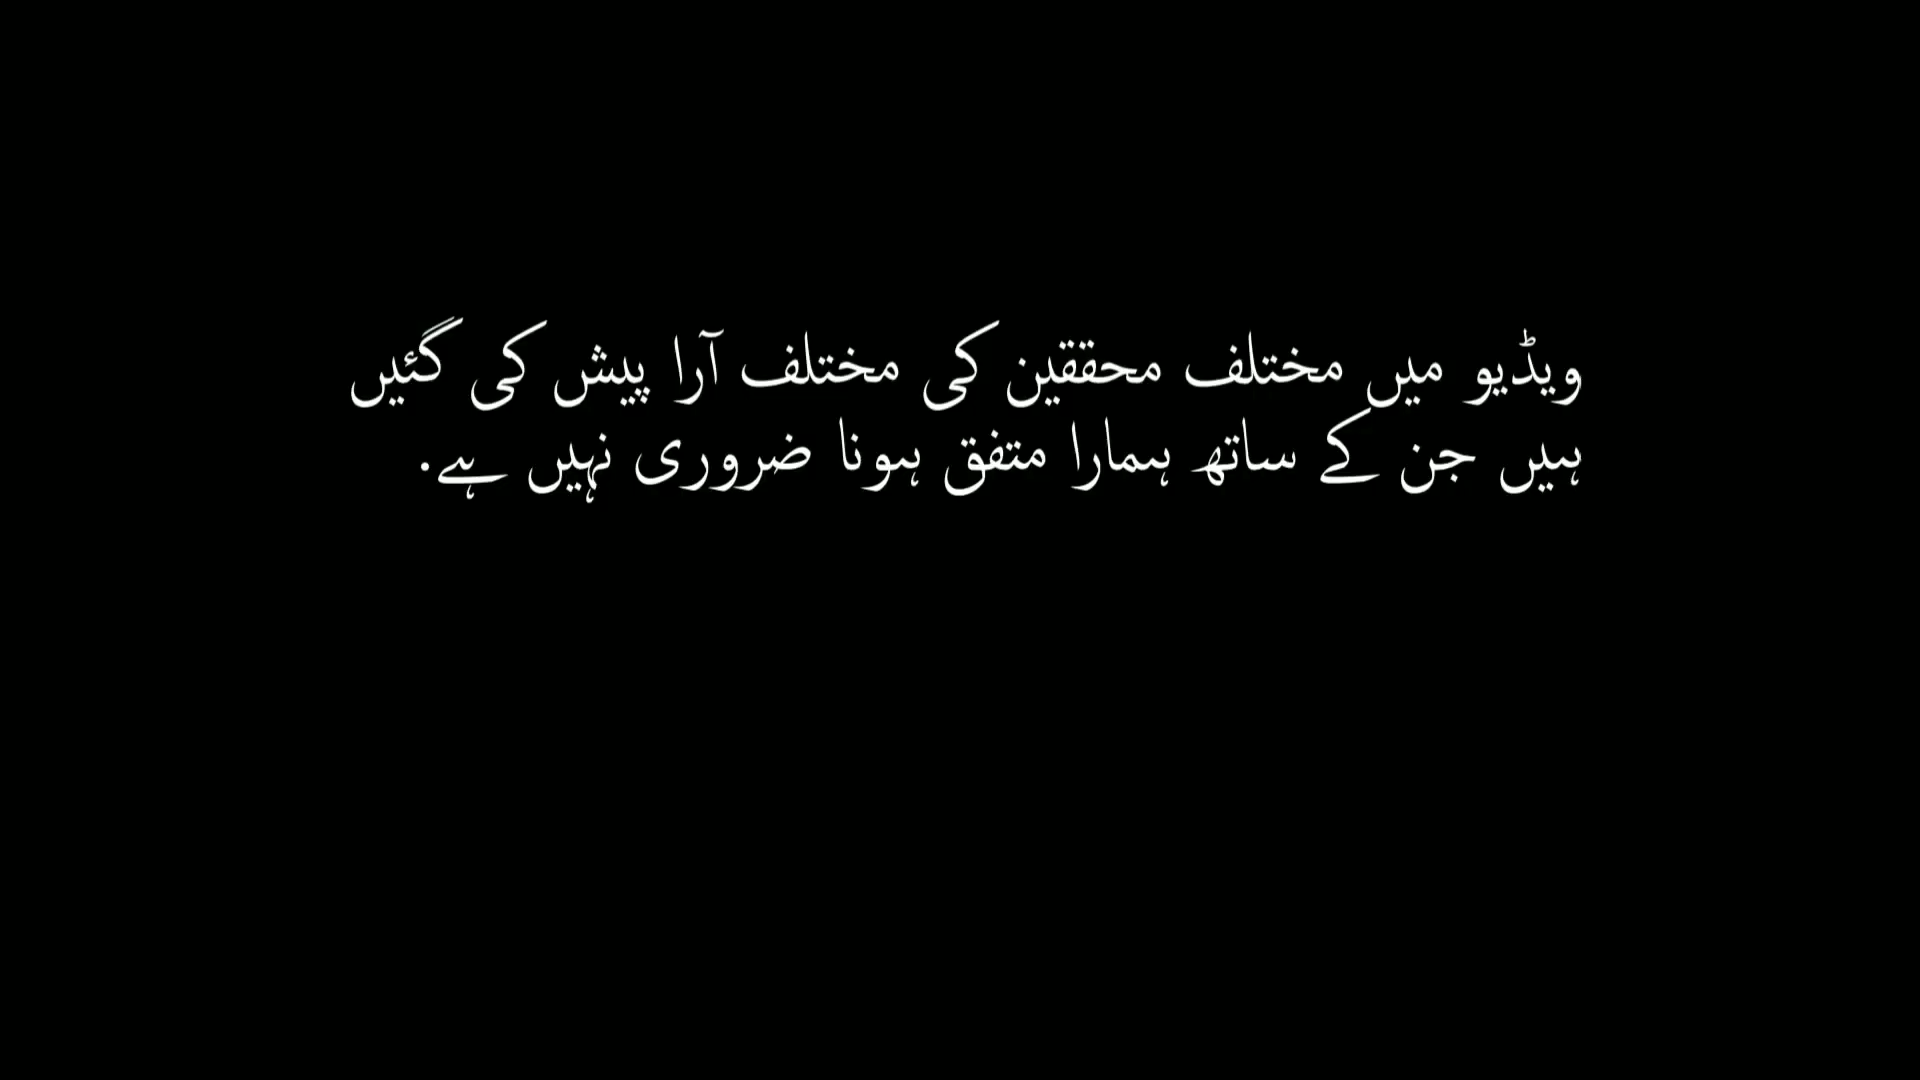 ویڈیو میں مختلف محققین کی مختلف آرا پیش کی گئیں
ہیں جن کے ساتھ ہمارا متفق ہونا ضروری نہیں ہے.